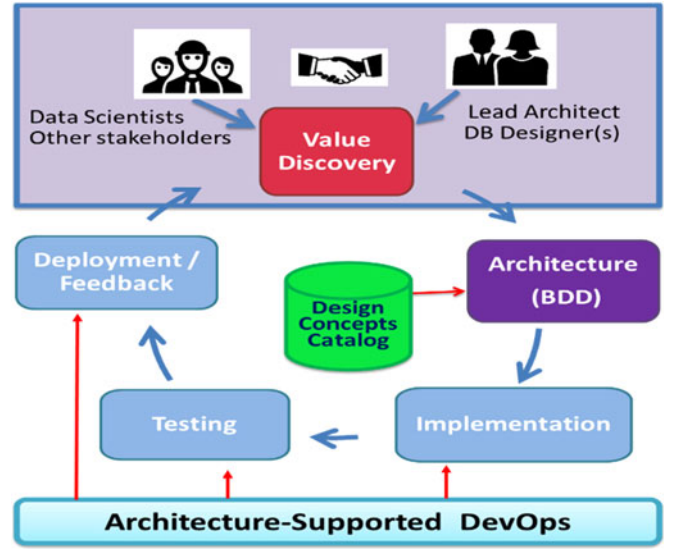 Data Scientists
Other stakeholders
Lead Architect
DB Designer(s)
Value
Discovery
Deployment /
Feedback
Architecture
(BDD)
Design
Concepts
Catalog
Testing
Implementation
Architecture-Supported DevOps